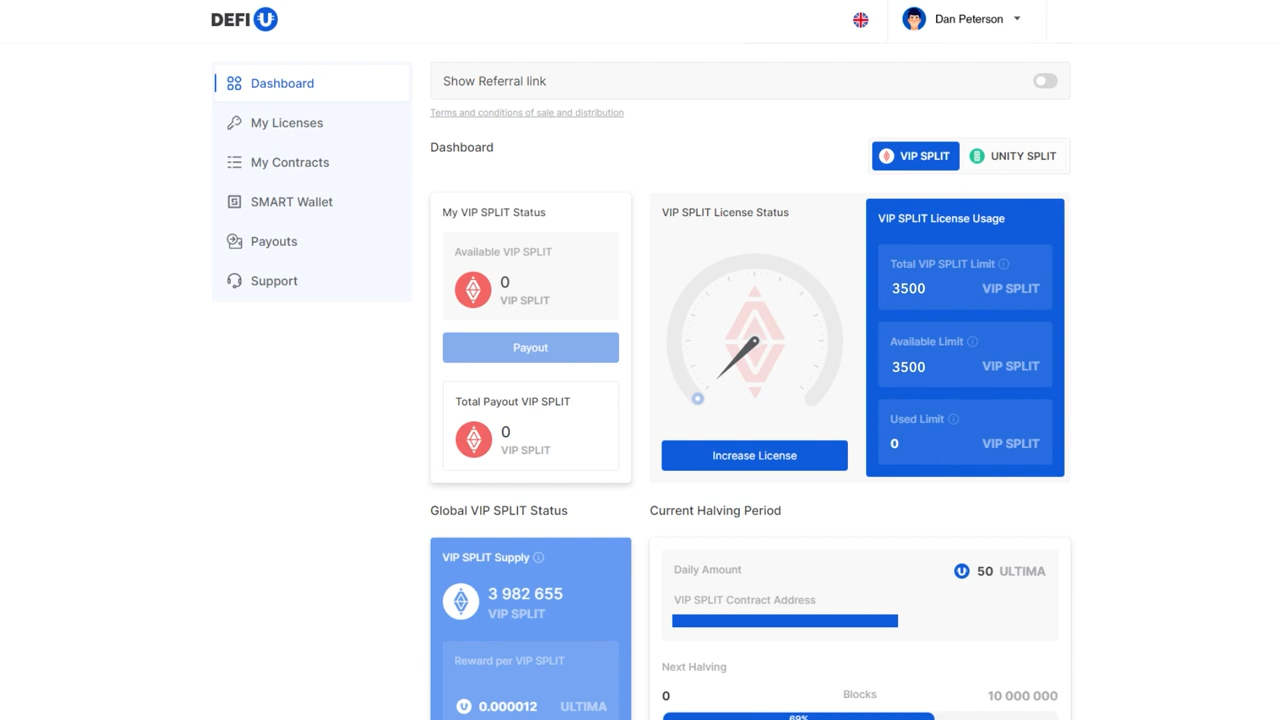 DEFI U
Dan Peterson
Dashboard
My Licenses
My Contracts
SMART Wallet
Payouts
Support
Show Referral link
Terms and conditions of sale and distribution
Dashboard
VIP SPLIT
UNITY SPLIT
My VIP SPLIT Status
Available VIP SPLIT
0
VIP SPLIT
Payout
Total Payout VIP SPLIT
0
VIP SPLIT
VIP SPLIT License Status
Increase License
VIP SPLIT License Usage
Total VIP SPLIT Limit
3500 VIP SPLIT
Available Limit
3500 VIP SPLIT
Used Limit
0 VIP SPLIT
Global VIP SPLIT Status
VIP SPLIT Supply
3 982 655
VIP SPLIT
Reward per VIP SPLIT
0.000012 ULTIMA
Current Halving Period
Daily Amount
50 ULTIMA
VIP SPLIT Contract Address
Next Halving
0 Blocks 10 000 000
69%